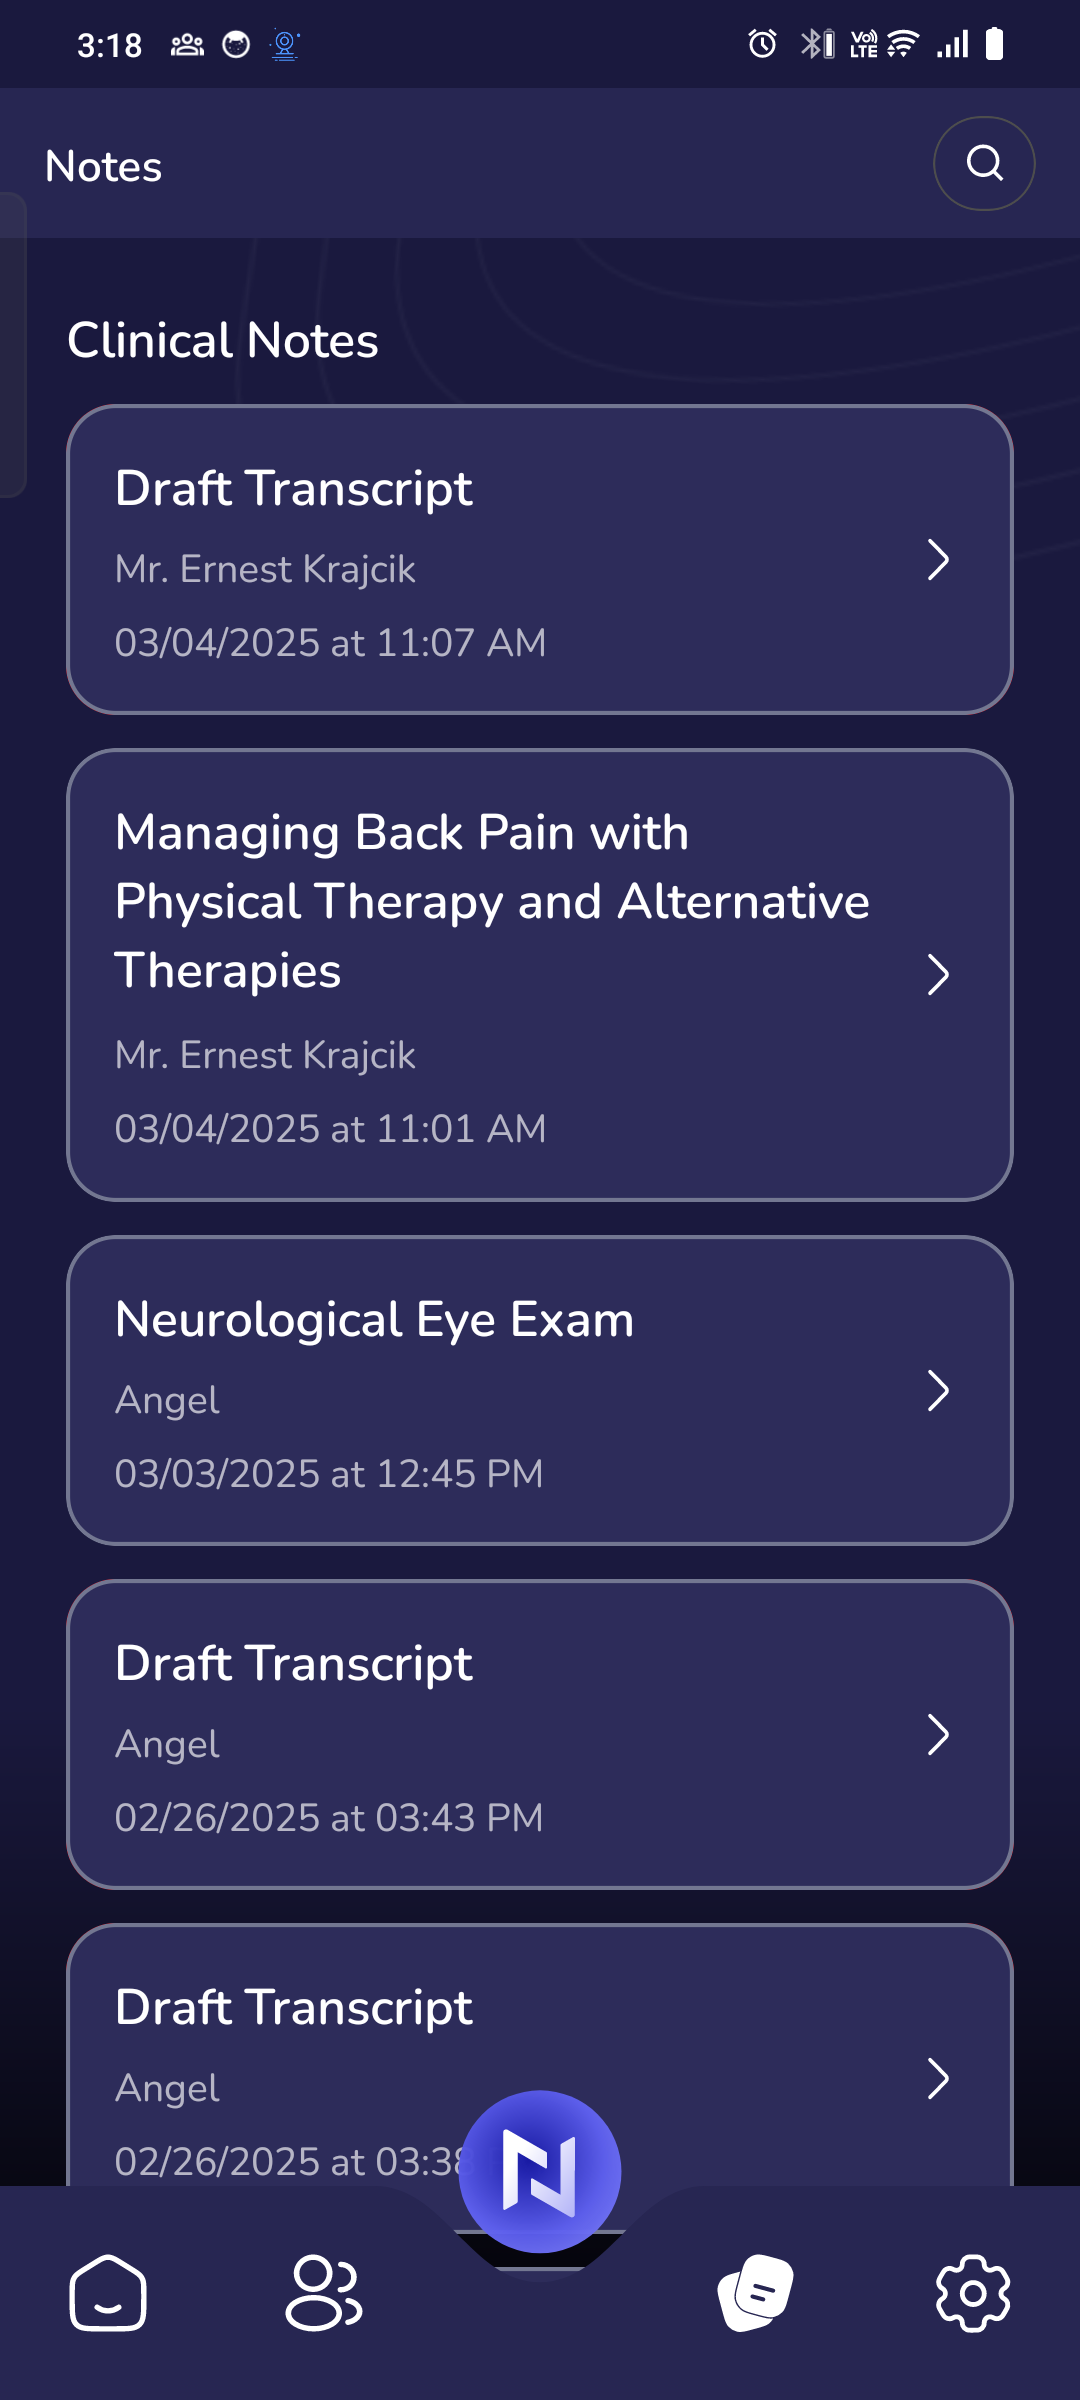 3:18
Vo)) LTE
Notes
Clinical Notes
Draft Transcript
Mr. Ernest Krajcik
03/04/2025 at 11:07 AM
Managing Back Pain with
Physical Therapy and Alternative
Therapies
Mr. Ernest Krajcik
03/04/2025 at 11:01 AM
Neurological Eye Exam
Angel
03/03/2025 at 12:45 PM
Draft Transcript
Angel
02/26/2025 at 03:43 PM
Draft Transcript
Angel
02/26/2025 at 03:38